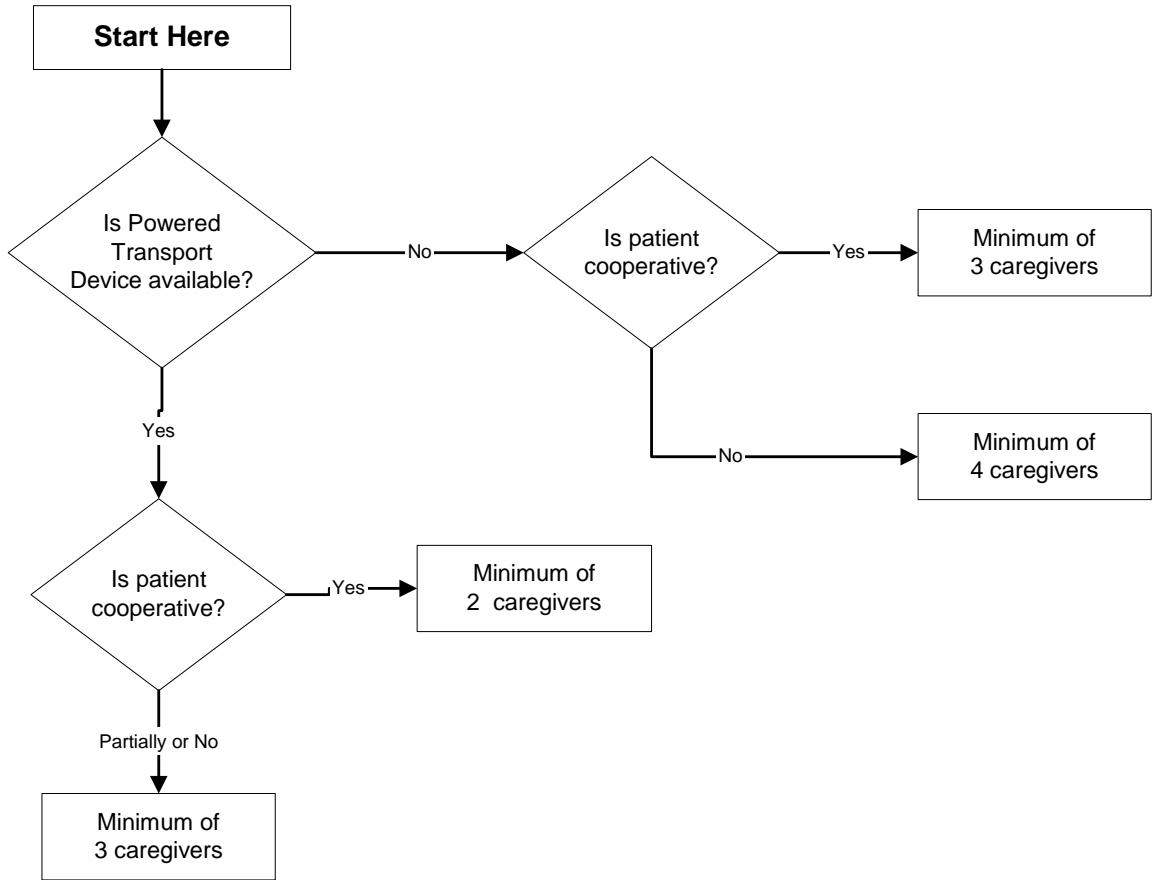 Start Here
Is Powered
Transport
Device available?
No
Is patient
cooperative?
Yes
Minimum of
3 caregivers
No
Minimum of
4 caregivers
Yes
Is patient
cooperative?
Yes
Minimum of
2  caregivers
Partially or No
Minimum of
3 caregivers